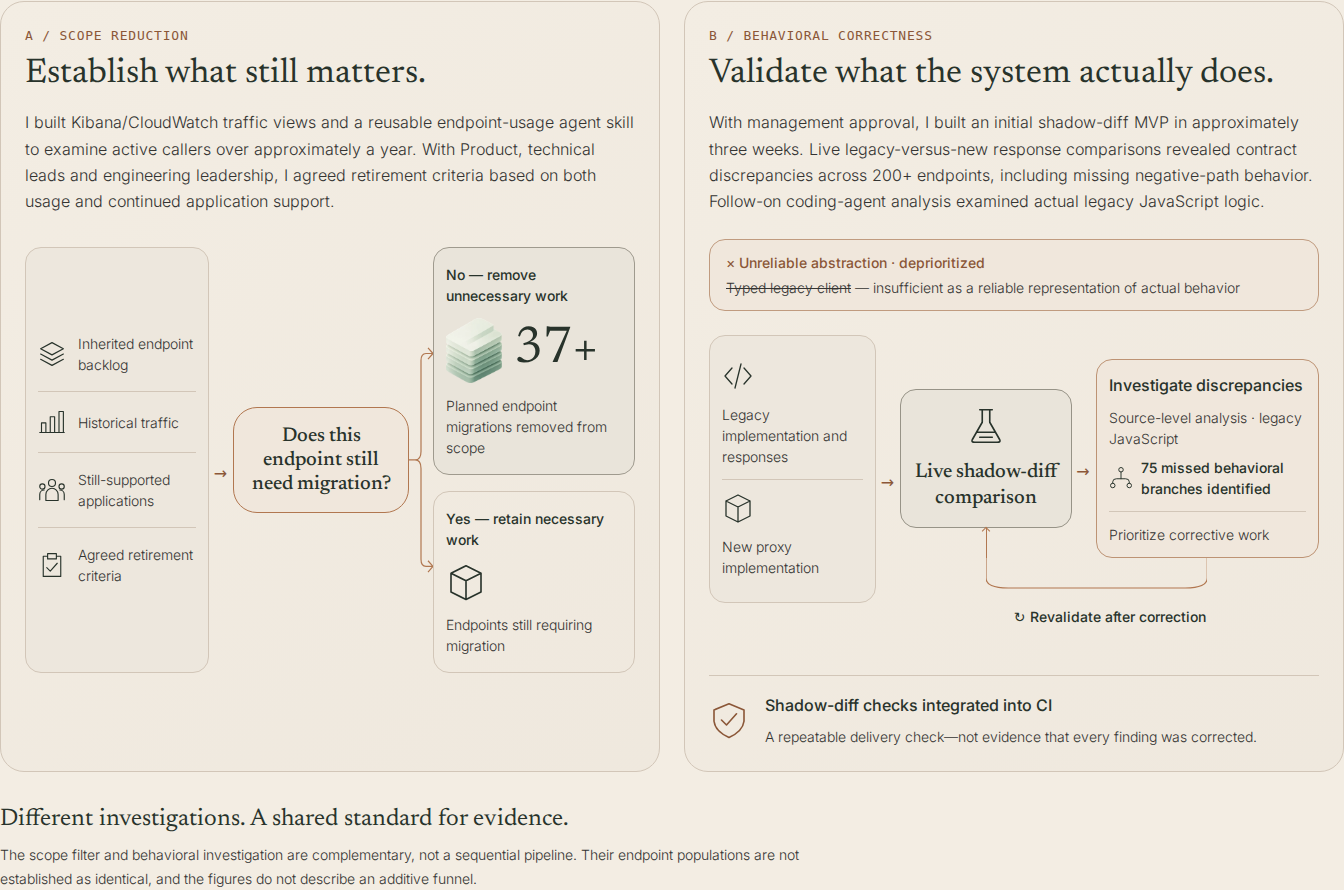 A / SCOPE REDUCTION
Establish what still matters.
I built Kibana/CloudWatch traffic views and a reusable endpoint-usage agent skill
to examine active callers over approximately a year. With Product, technical
leads and engineering leadership, I agreed retirement criteria based on both
usage and continued application support.
Inherited endpoint
backlog
Historical traffic
Still-supported
applications
Agreed retirement
criteria
→
Does this
endpoint still
need migration?
No — remove
unnecessary work
37+
Planned endpoint
migrations removed from
scope
Yes — retain necessary
work
Endpoints still requiring
migration
B / BEHAVIORAL CORRECTNESS
Validate what the system actually does.
With management approval, I built an initial shadow-diff MVP in approximately
three weeks. Live legacy-versus-new response comparisons revealed contract
discrepancies across 200+ endpoints, including missing negative-path behavior.
Follow-on coding-agent analysis examined actual legacy JavaScript logic.
× Unreliable abstraction · deprioritized
Typed legacy client — insufficient as a reliable representation of actual behavior
Legacy
implementation and
responses
New proxy
implementation
→
Live shadow-diff
comparison
→
Investigate discrepancies
Source-level analysis · legacy
JavaScript
75 missed behavioral
branches identified
Prioritize corrective work
↻ Revalidate after correction
Shadow-diff checks integrated into CI
A repeatable delivery check—not evidence that every finding was corrected.
Different investigations. A shared standard for evidence.
The scope filter and behavioral investigation are complementary, not a sequential pipeline. Their endpoint populations are not
established as identical, and the figures do not describe an additive funnel.